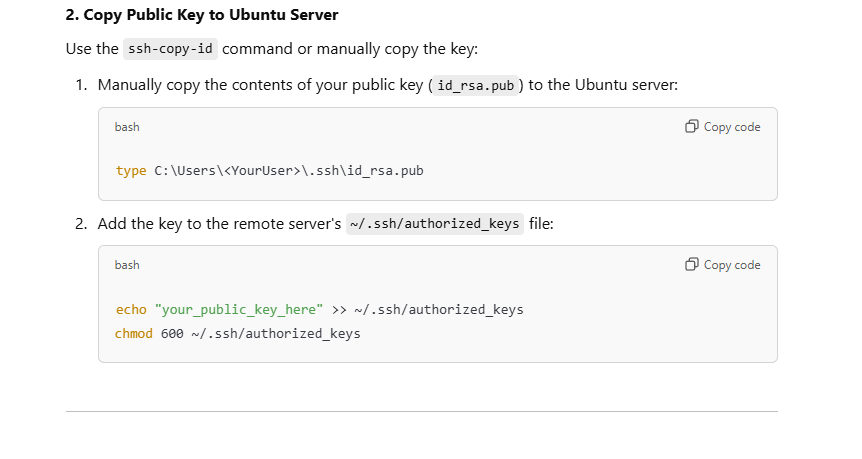 2. Copy Public Key to Ubuntu Server
Use the ssh-copy-id command or manually copy the key:
1. Manually copy the contents of your public key (id_rsa.pub) to the Ubuntu server:
bash
Copy code
type C:\Users\<YourUser>\.ssh\id_rsa.pub
2. Add the key to the remote server's ~/.ssh/authorized_keys file:
bash
Copy code
echo "your_public_key_here" >> ~/.ssh/authorized_keys
chmod 600 ~/.ssh/authorized_keys